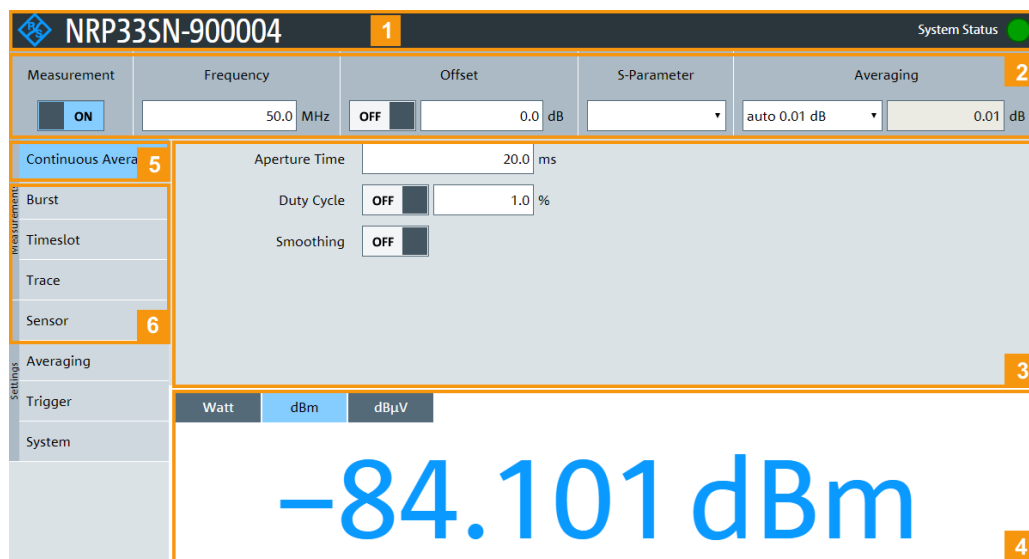 R&S NRP33SN-900004 1 System Status
Measurement Frequency Offset S-Parameter Averaging 2
ON 50.0 MHz OFF 0.0 dB auto 0.01 dB 0.01 dB
Continuous Avera 5 Aperture Time 20.0 ms
Measurements
Burst Duty Cycle OFF 1.0 %
Timeslot Smoothing OFF
Trace
Sensor 6
Settings
Averaging 3
Trigger Watt dBm dBµV
System
−84.101 dBm
4